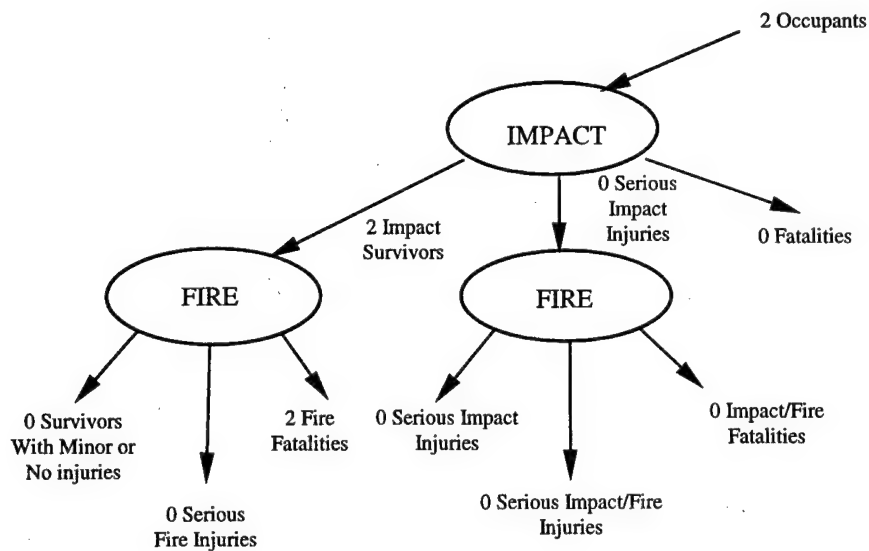 2 Occupants
IMPACT
2 Impact
Survivors
0 Serious
Impact
Injuries
0 Fatalities
FIRE
FIRE
0 Survivors
With Minor or
No injuries
0 Serious
Fire Injuries
2 Fire
Fatalities
0 Serious Impact
Injuries
0 Serious Impact/Fire
Injuries
0 Impact/Fire
Fatalities